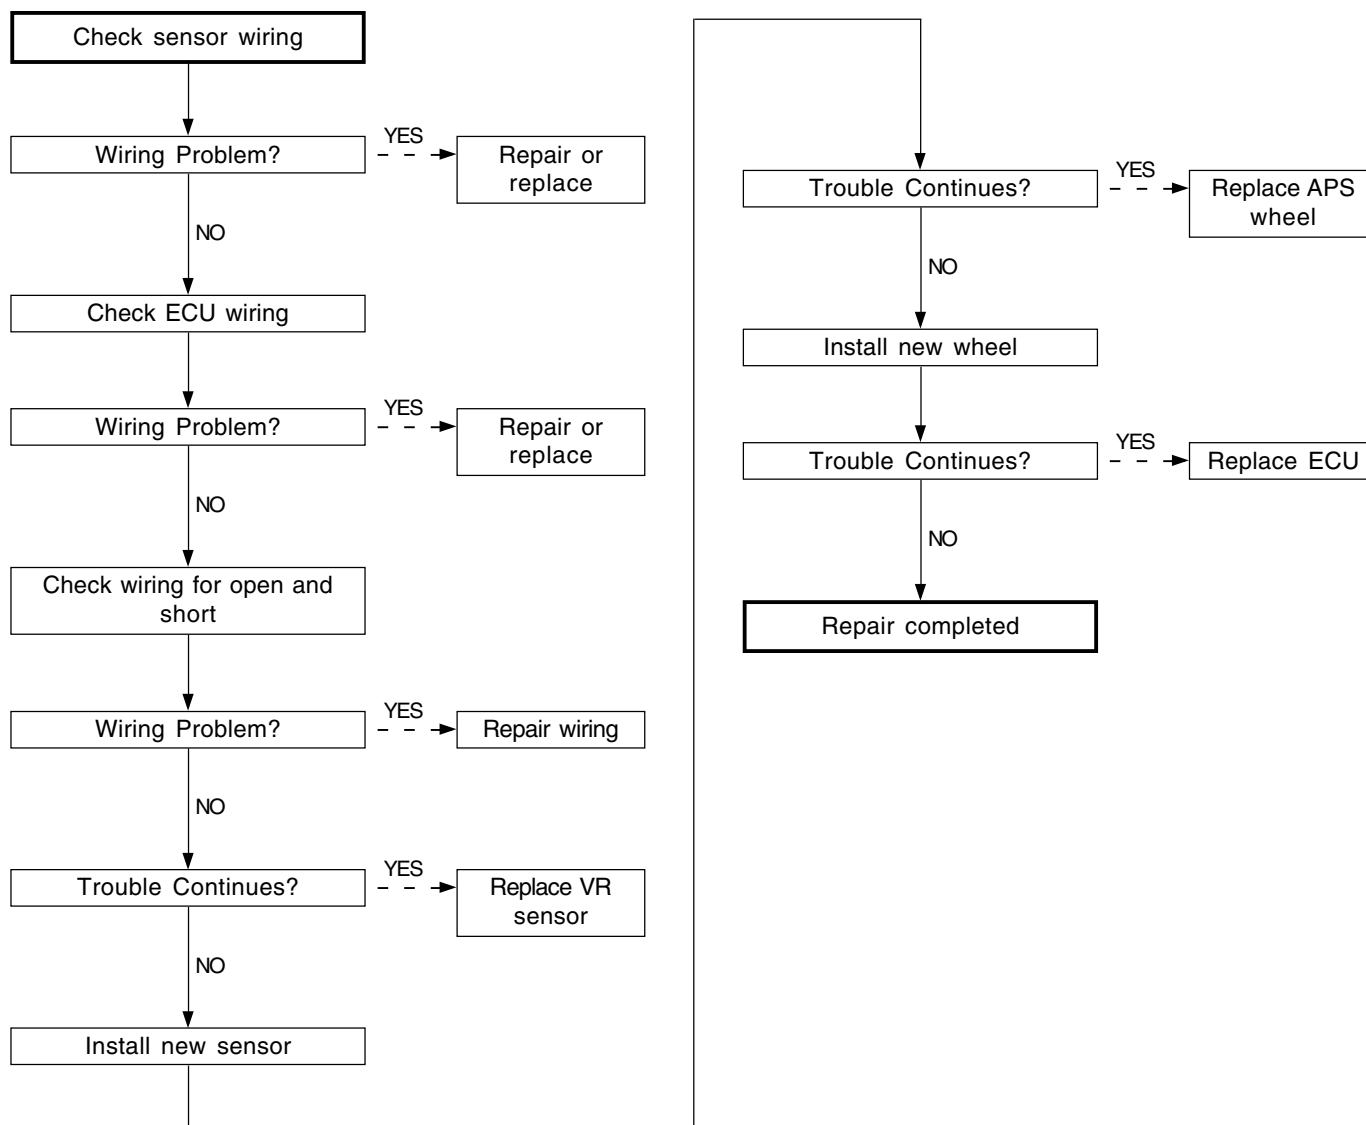 Check sensor wiring
Wiring Problem?
YES
Repair or
replace
NO
Check ECU wiring
Wiring Problem?
YES
Repair or
replace
NO
Check wiring for open and
short
Wiring Problem?
YES
Repair wiring
NO
Trouble Continues?
YES
Replace VR
sensor
NO
Install new sensor
Trouble Continues?
YES
Replace APS
wheel
NO
Install new wheel
Trouble Continues?
YES
Replace ECU
NO
Repair completed